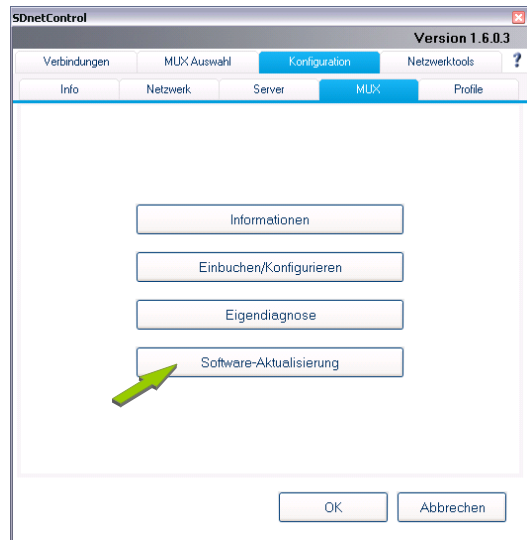 SDnetControl
Version 1.6.0.3
Verbindungen MUX Auswahl Konfiguration Netzwerktools ?
Info Netzwerk Server MUX Profile
Informationen
Einbuchen/Konfigurieren
Eigendiagnose
Software-Aktualisierung
OK Abbrechen